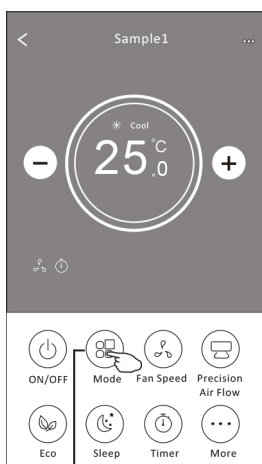 Sample1
Cool
25 °C
.0
ON/OFF
Mode
Fan Speed
Precision
Air Flow
Eco
Sleep
Timer
More